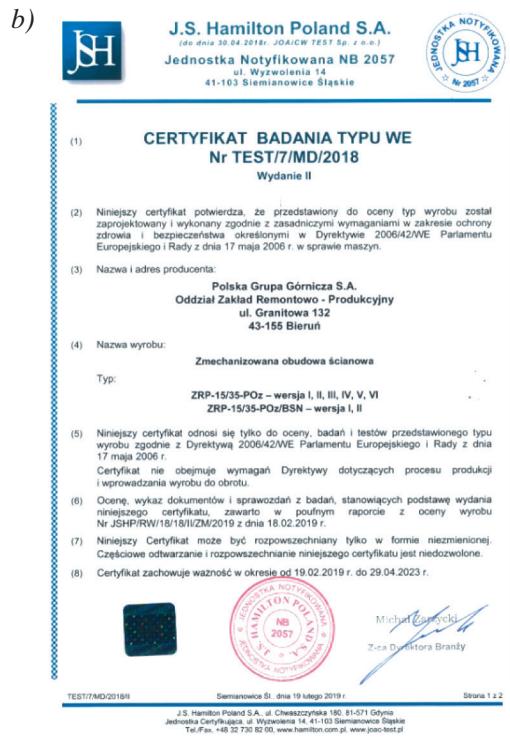 b)
JSH
J.S. Hamilton Poland S.A.
(do dnia 30.04.2018r. JOAiCW TEST Sp. z o.o.)
Jednostka Notyfikowana NB 2057
ul. Wyzwolenia 14
41-103 Siemianowice Śląskie
JEDNOSTKA NOTYFIKOWANA
JSH
Nr 2057
(1) CERTYFIKAT BADANIA TYPU WE
Nr TEST/7/MD/2018
Wydanie II
(2) Niniejszy certyfikat potwierdza, że przedstawiony do oceny typ wyrobu został
zaprojektowany i wykonany zgodnie z zasadniczymi wymaganiami w zakresie ochrony
zdrowia i bezpieczeństwa określonymi w Dyrektywie 2006/42/WE Parlamentu
Europejskiego i Rady z dnia 17 maja 2006 r. w sprawie maszyn.
(3) Nazwa i adres producenta:
Polska Grupa Górnicza S.A.
Oddział Zakład Remontowo - Produkcyjny
ul. Granitowa 132
43-155 Bieruń
(4) Nazwa wyrobu:
Zmechanizowana obudowa ścianowa
Typ:
ZRP-15/35-POz – wersja I, II, III, IV, V, VI
ZRP-15/35-POz/BSN – wersja I, II
(5) Niniejszy certyfikat odnosi się tylko do oceny, badań i testów przedstawionego typu
wyrobu zgodnie z Dyrektywą 2006/42/WE Parlamentu Europejskiego i Rady z dnia
17 maja 2006 r.
Certyfikat nie obejmuje wymagań Dyrektywy dotyczących procesu produkcji
i wprowadzania wyrobu do obrotu.
(6) Ocenę, wykaz dokumentów i sprawozdań z badań, stanowiących podstawę wydania
niniejszego certyfikatu, zawarto w poufnym raporcie z oceny wyrobu
Nr JSHP/RW/18/18/II/ZM/2019 z dnia 18.02.2019 r.
(7) Niniejszy Certyfikat może być rozpowszechniany tylko w formie niezmienionej.
Częściowe odtwarzanie i rozpowszechnianie niniejszego certyfikatu jest niedozwolone.
(8) Certyfikat zachowuje ważność w okresie od 19.02.2019 r. do 29.04.2023 r.
JEDNOSTKA NOTYFIKOWANA
J.S. HAMILTON POLAND S.A.
NB
2057
Michał Zarzycki
Z-ca Dyrektora Branży
TEST/7/MD/2018/II Siemianowice Śl., dnia 19 lutego 2019 r. Strona 1 z 2
J.S. Hamilton Poland S.A., ul. Chwaszczyńska 180, 81-571 Gdynia
Jednostka Certyfikująca, ul. Wyzwolenia 14, 41-103 Siemianowice Śląskie
Tel./Fax. +48 32 730 82 00, www.hamilton.com.pl, www.joac-test.pl